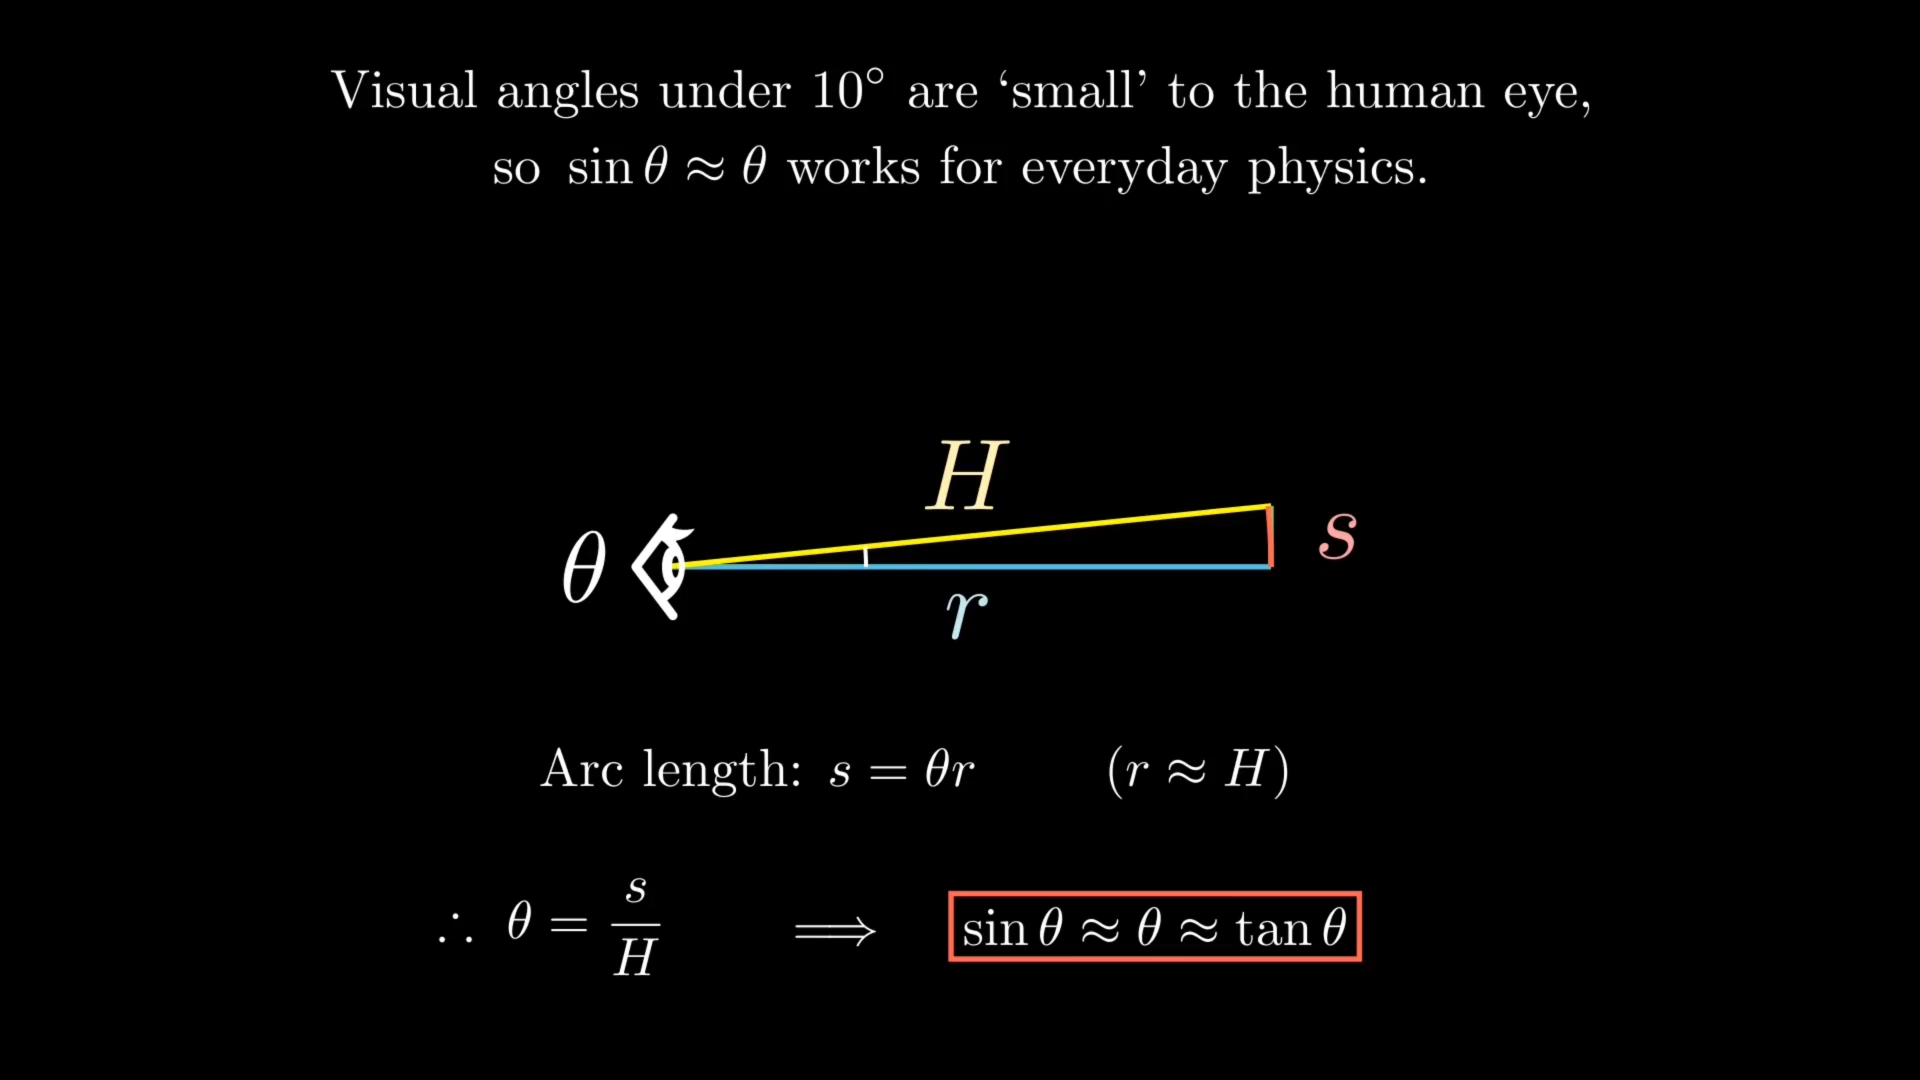 Visual angles under 10° are ‘small’ to the human eye,
so sin θ ≈ θ works for everyday physics.
H
θ
s
r
Arc length: s = θr (r ≈ H)
∴ θ = s/H ⟹ sin θ ≈ θ ≈ tan θ